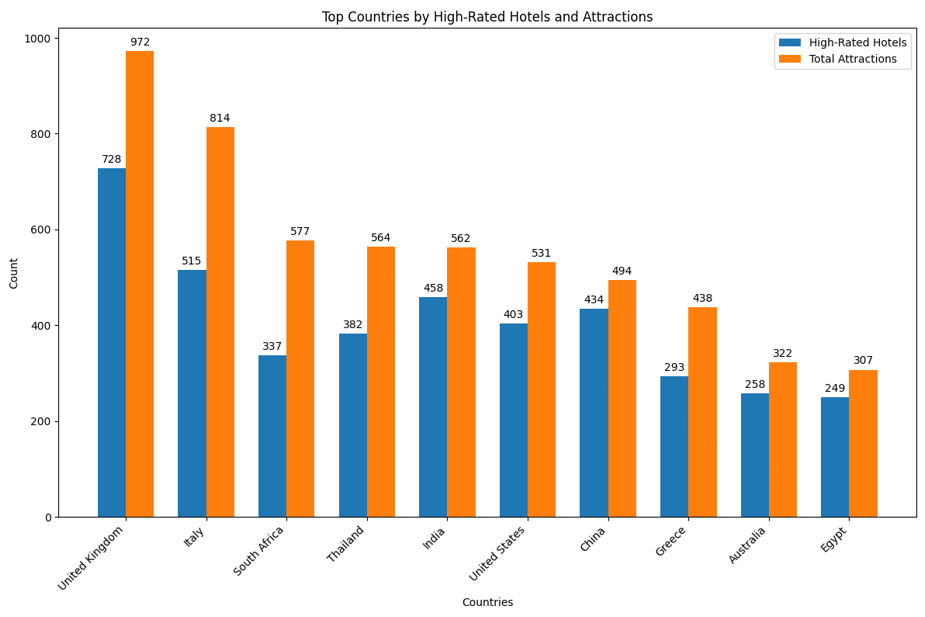 Top Countries by High-Rated Hotels and Attractions
High-Rated Hotels
Total Attractions
1000
800
600
400
200
0
Count
728
972
515
814
337
577
382
564
458
562
403
531
434
494
293
438
258
322
249
307
United Kingdom
Italy
South Africa
Thailand
India
United States
China
Greece
Australia
Egypt
Countries